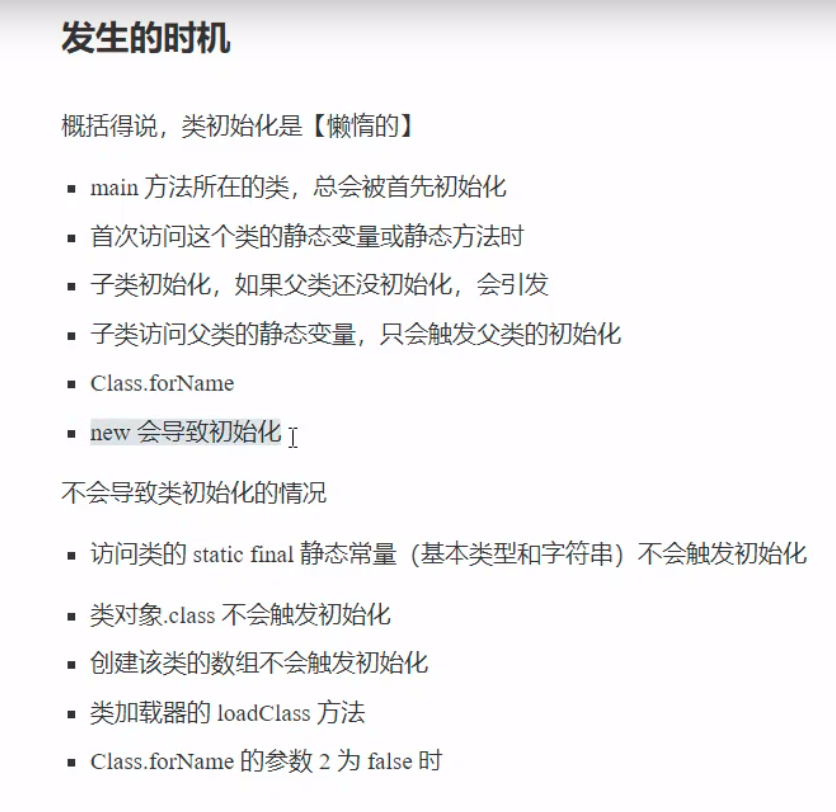 发生的时机
概括得说，类初始化是【懒惰的】
main 方法所在的类，总会被首先初始化
首次访问这个类的静态变量或静态方法时
子类初始化，如果父类还没初始化，会引发
子类访问父类的静态变量，只会触发父类的初始化
Class.forName
new 会导致初始化
不会导致类初始化的情况
访问类的 static final 静态常量（基本类型和字符串）不会触发初始化
类对象.class 不会触发初始化
创建该类的数组不会触发初始化
类加载器的 loadClass 方法
Class.forName 的参数 2 为 false 时